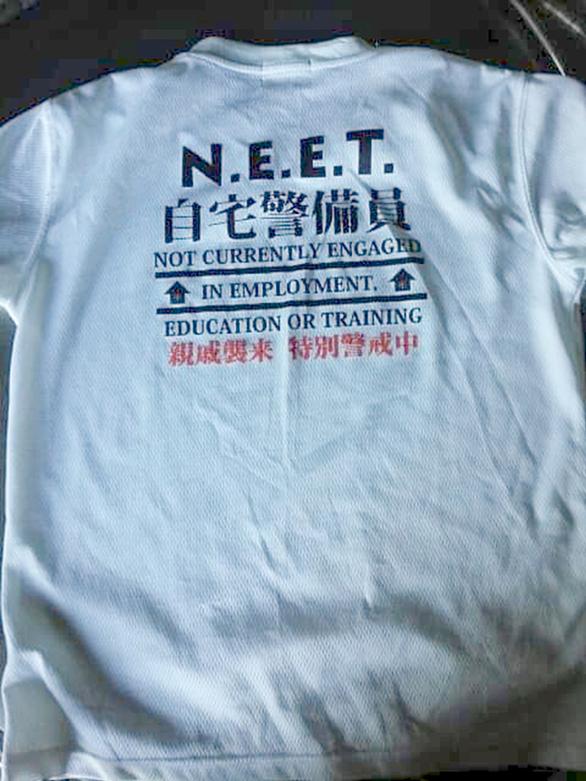 N.E.E.T.
自宅警備員
NOT CURRENTLY ENGAGED
IN EMPLOYMENT,
EDUCATION OR TRAINING
親戚襲来 特別警戒中